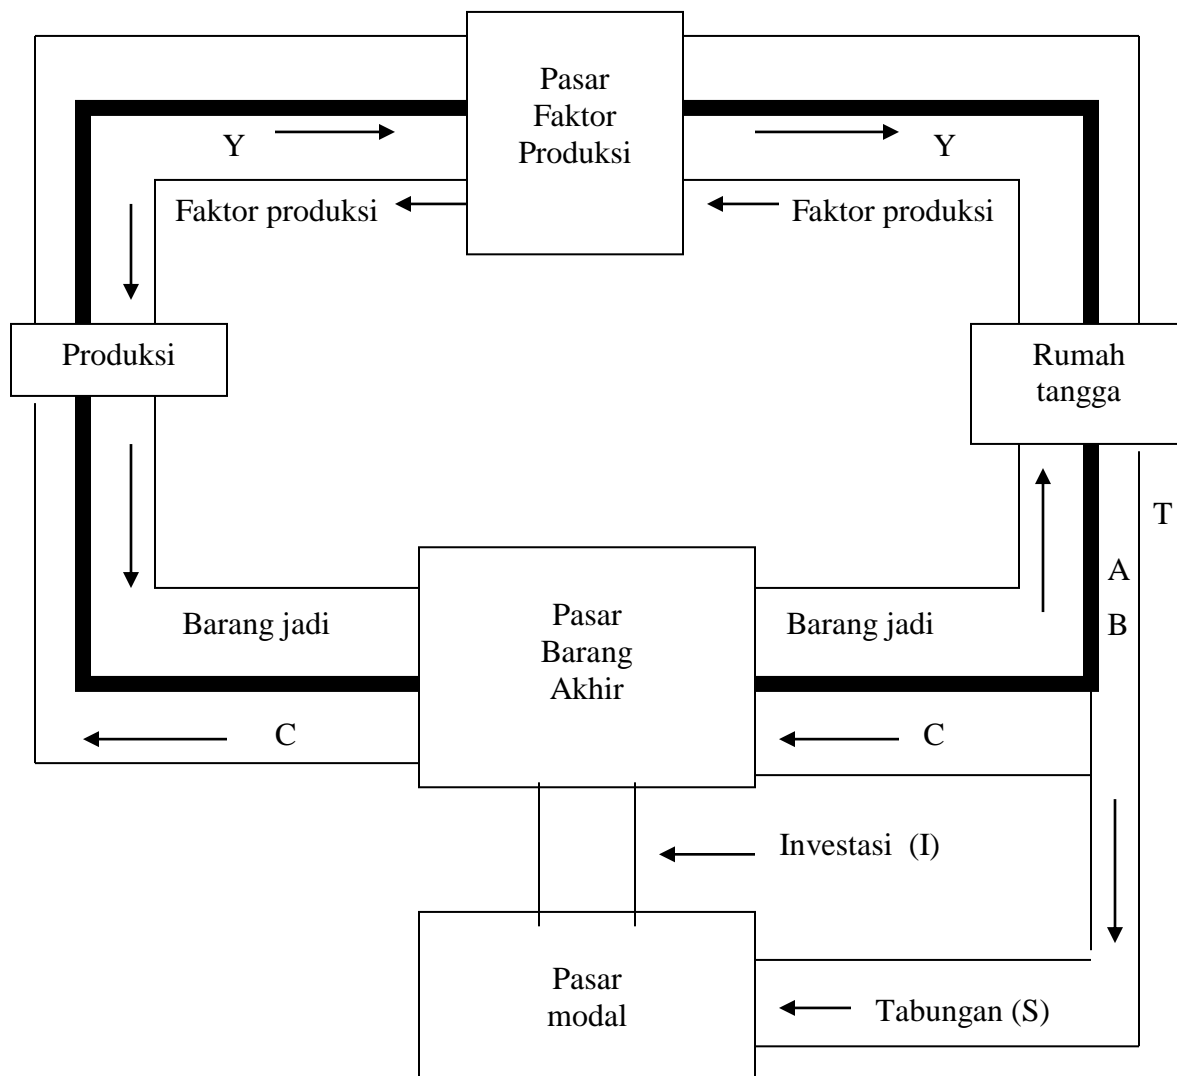 Pasar
Faktor
Produksi
Y
Y
Faktor produksi
Faktor produksi
Produksi
Rumah
tangga
T
A
B
Barang jadi
Pasar
Barang
Akhir
Barang jadi
C
C
Investasi (I)
Pasar
modal
Tabungan (S)